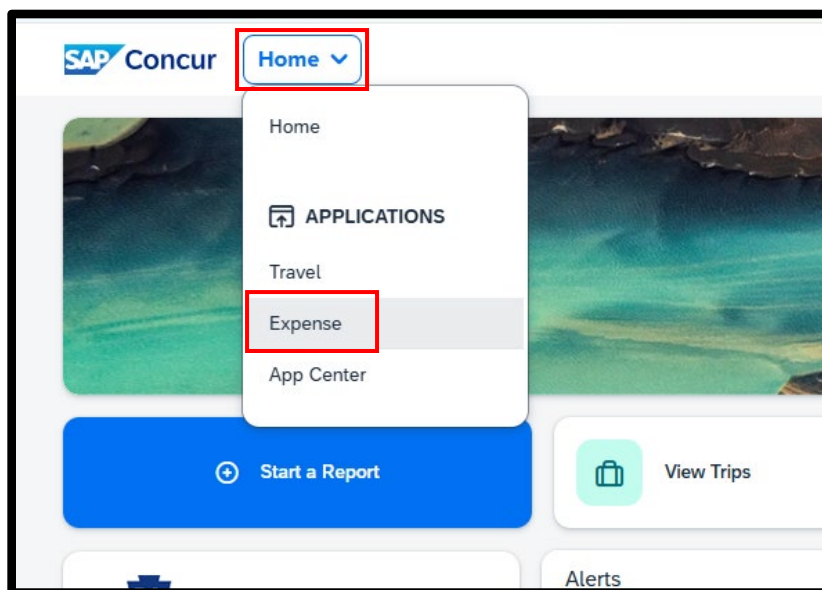 SAP Concur Home
Home
APPLICATIONS
Travel
Expense
App Center
Start a Report
View Trips
Alerts